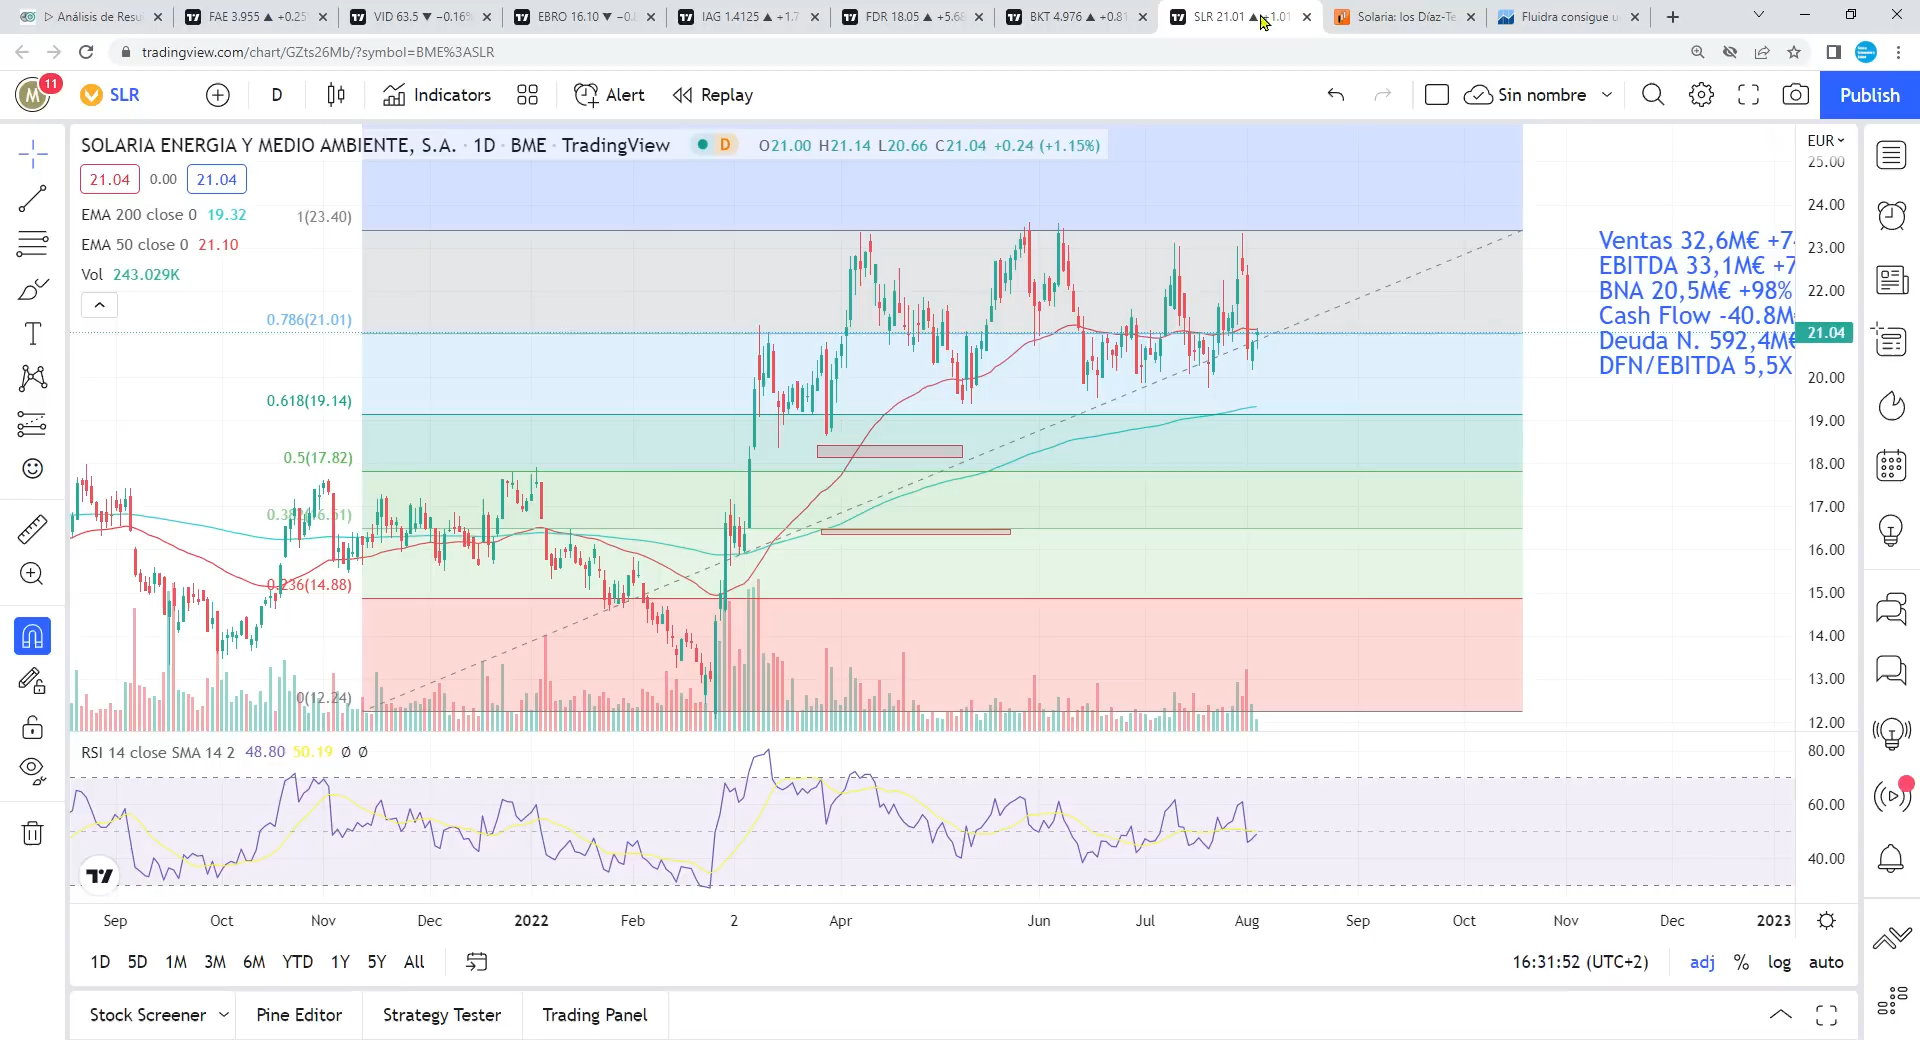 Análisis de Resu
FAE 3.955 ▲ +0.25
VID 63.5 ▼ −0.16%
EBRO 16.10 ▼ −0.
IAG 1.4125 ▲ +1.7
FDR 18.05 ▲ +5.68
BKT 4.976 ▲ +0.81
SLR 21.01 ▲ +1.01
Solaria: los Díaz-Te
Fluidra consigue u
tradingview.com/chart/GZts26Mb/?symbol=BME%3ASLR
M
11
SLR
D
Indicators
Alert
Replay
Sin nombre
Publish
SOLARIA ENERGIA Y MEDIO AMBIENTE, S.A. · 1D · BME · TradingView
D
O21.00 H21.14 L20.66 C21.04 +0.24 (+1.15%)
EUR
21.04 0.00 21.04
EMA 200 close 0 19.32
EMA 50 close 0 21.10
Vol 243.029K
1(23.40)
0.786(21.01)
0.618(19.14)
0.5(17.82)
0.236(14.88)
0(12.24)
Ventas 32,6M€ +7
EBITDA 33,1M€ +7
BNA 20,5M€ +98%
Cash Flow -40.8M
Deuda N. 592,4M€
DFN/EBITDA 5,5X
25.00
24.00
23.00
22.00
21.04
20.00
19.00
18.00
17.00
16.00
15.00
14.00
13.00
12.00
RSI 14 close SMA 14 2 48.80 50.19 Ø Ø
80.00
60.00
40.00
Sep Oct Nov Dec 2022 Feb 2 Apr Jun Jul Aug Sep Oct Nov Dec 2023
1D 5D 1M 3M 6M YTD 1Y 5Y All
16:31:52 (UTC+2)
adj % log auto
Stock Screener
Pine Editor
Strategy Tester
Trading Panel